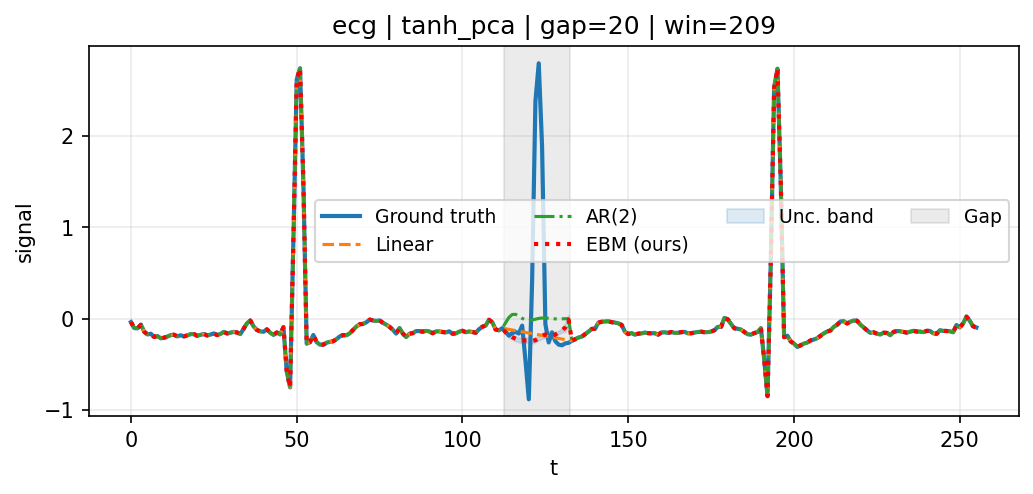 ecg | tanh_pca | gap=20 | win=209
signal
2
1
0
−1
Ground truth
Linear
AR(2)
EBM (ours)
Unc. band
Gap
0 50 100 150 200 250
t